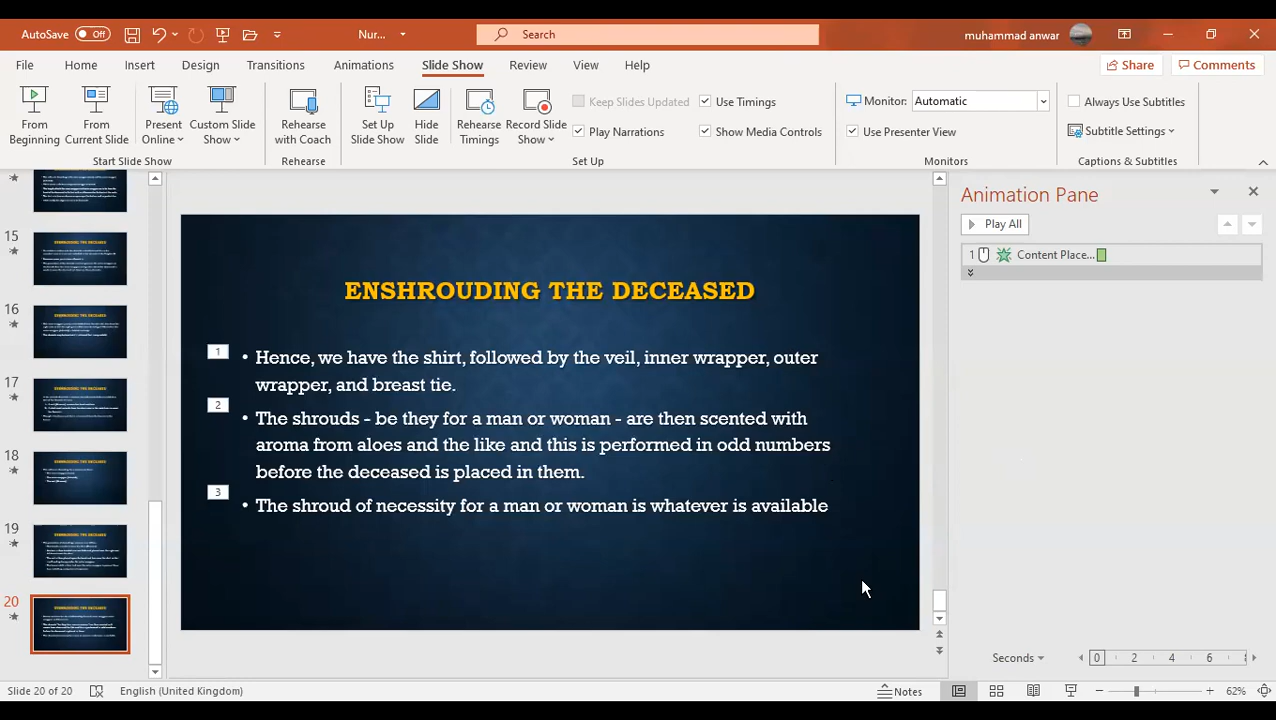 AutoSave Off
Nur...
Search
muhammad anwar
File Home Insert Design Transitions Animations Slide Show Review View Help
Share Comments
From Beginning
From Current Slide
Present Online
Custom Slide Show
Rehearse with Coach
Set Up Slide Show
Hide Slide
Rehearse Timings
Record Slide Show
Keep Slides Updated
Play Narrations
Use Timings
Show Media Controls
Monitor: Automatic
Use Presenter View
Always Use Subtitles
Subtitle Settings
Start Slide Show
Rehearse
Set Up
Monitors
Captions & Subtitles
15
16
17
18
19
20
ENSHROUDING THE DECEASED
1
• Hence, we have the shirt, followed by the veil, inner wrapper, outer
wrapper, and breast tie.
2
• The shrouds - be they for a man or woman - are then scented with
aroma from aloes and the like and this is performed in odd numbers
before the deceased is placed in them.
3
• The shroud of necessity for a man or woman is whatever is available
Animation Pane
Play All
Content Place...
Seconds 0 2 4 6
Slide 20 of 20
English (United Kingdom)
Notes
62%